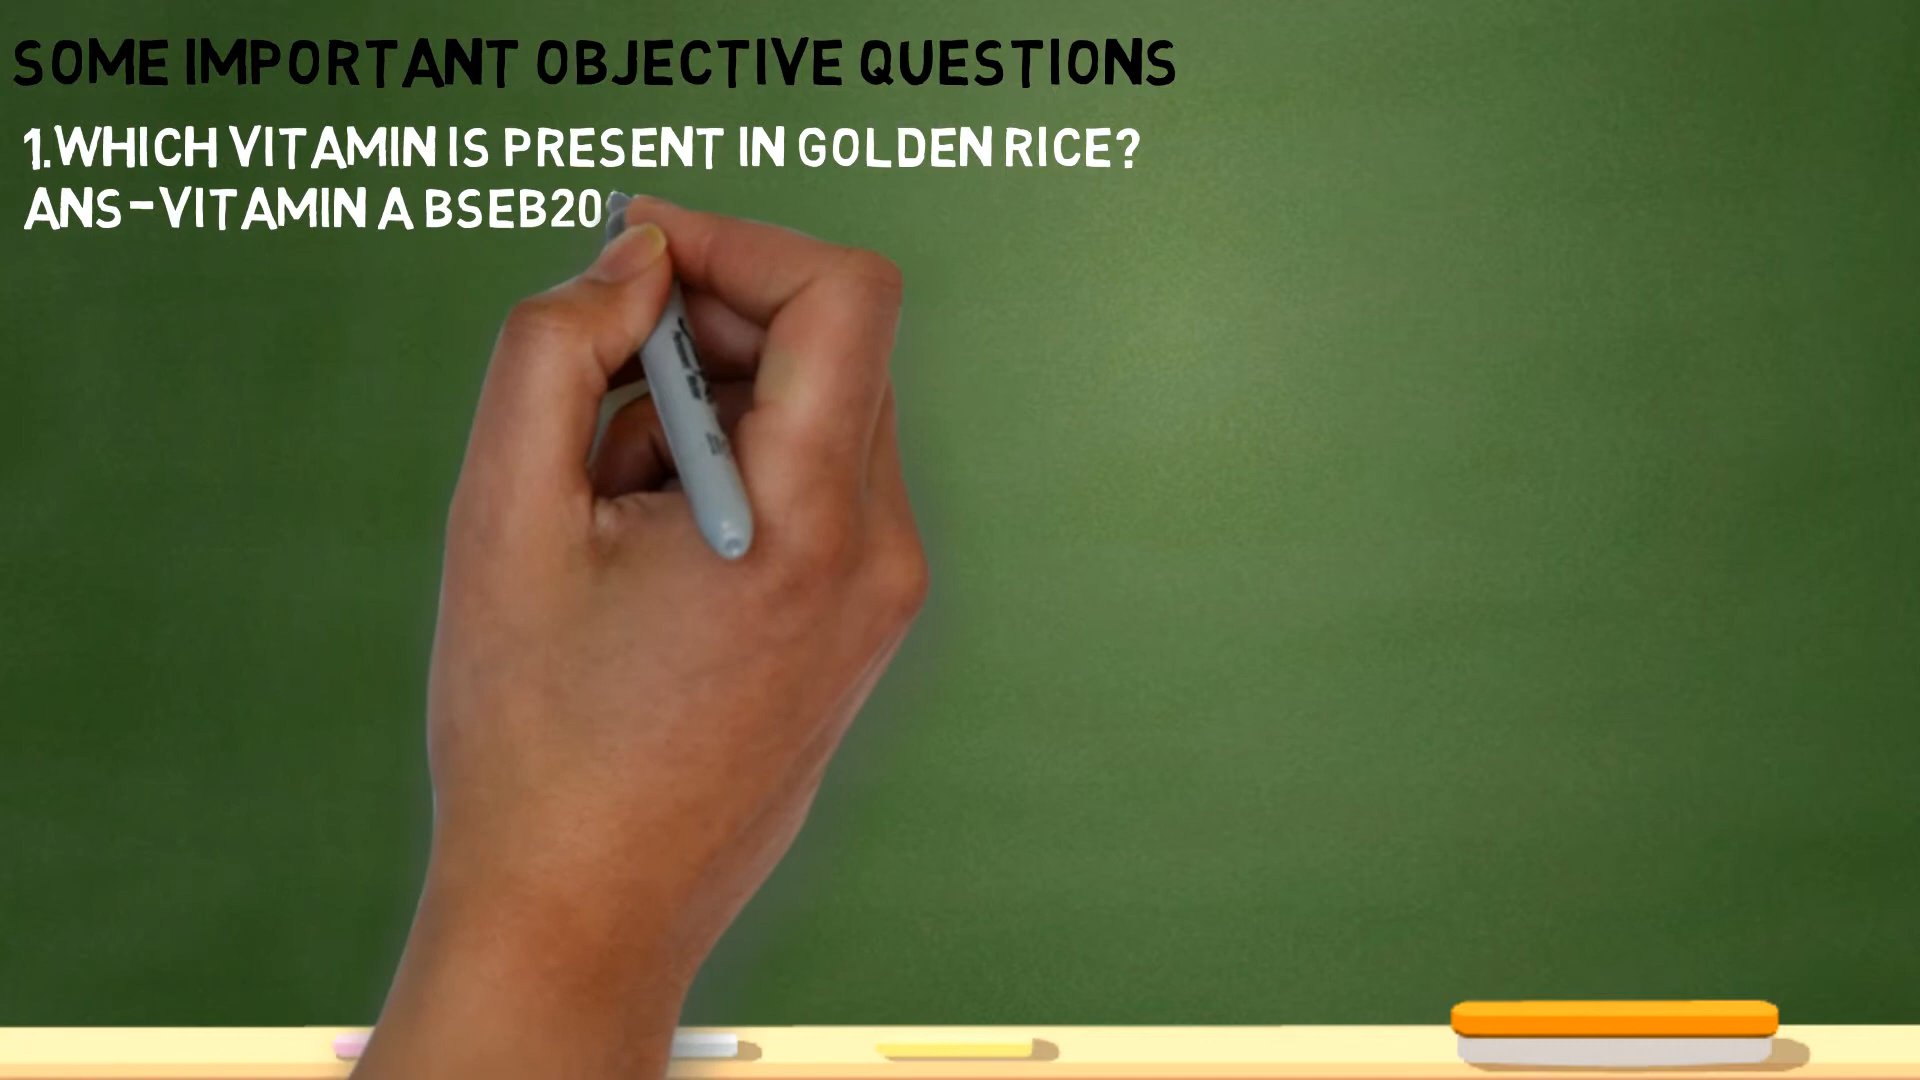 SOME IMPORTANT OBJECTIVE QUESTIONS
1.WHICH VITAMIN IS PRESENT IN GOLDEN RICE?
ANS-VITAMIN A BSEB20